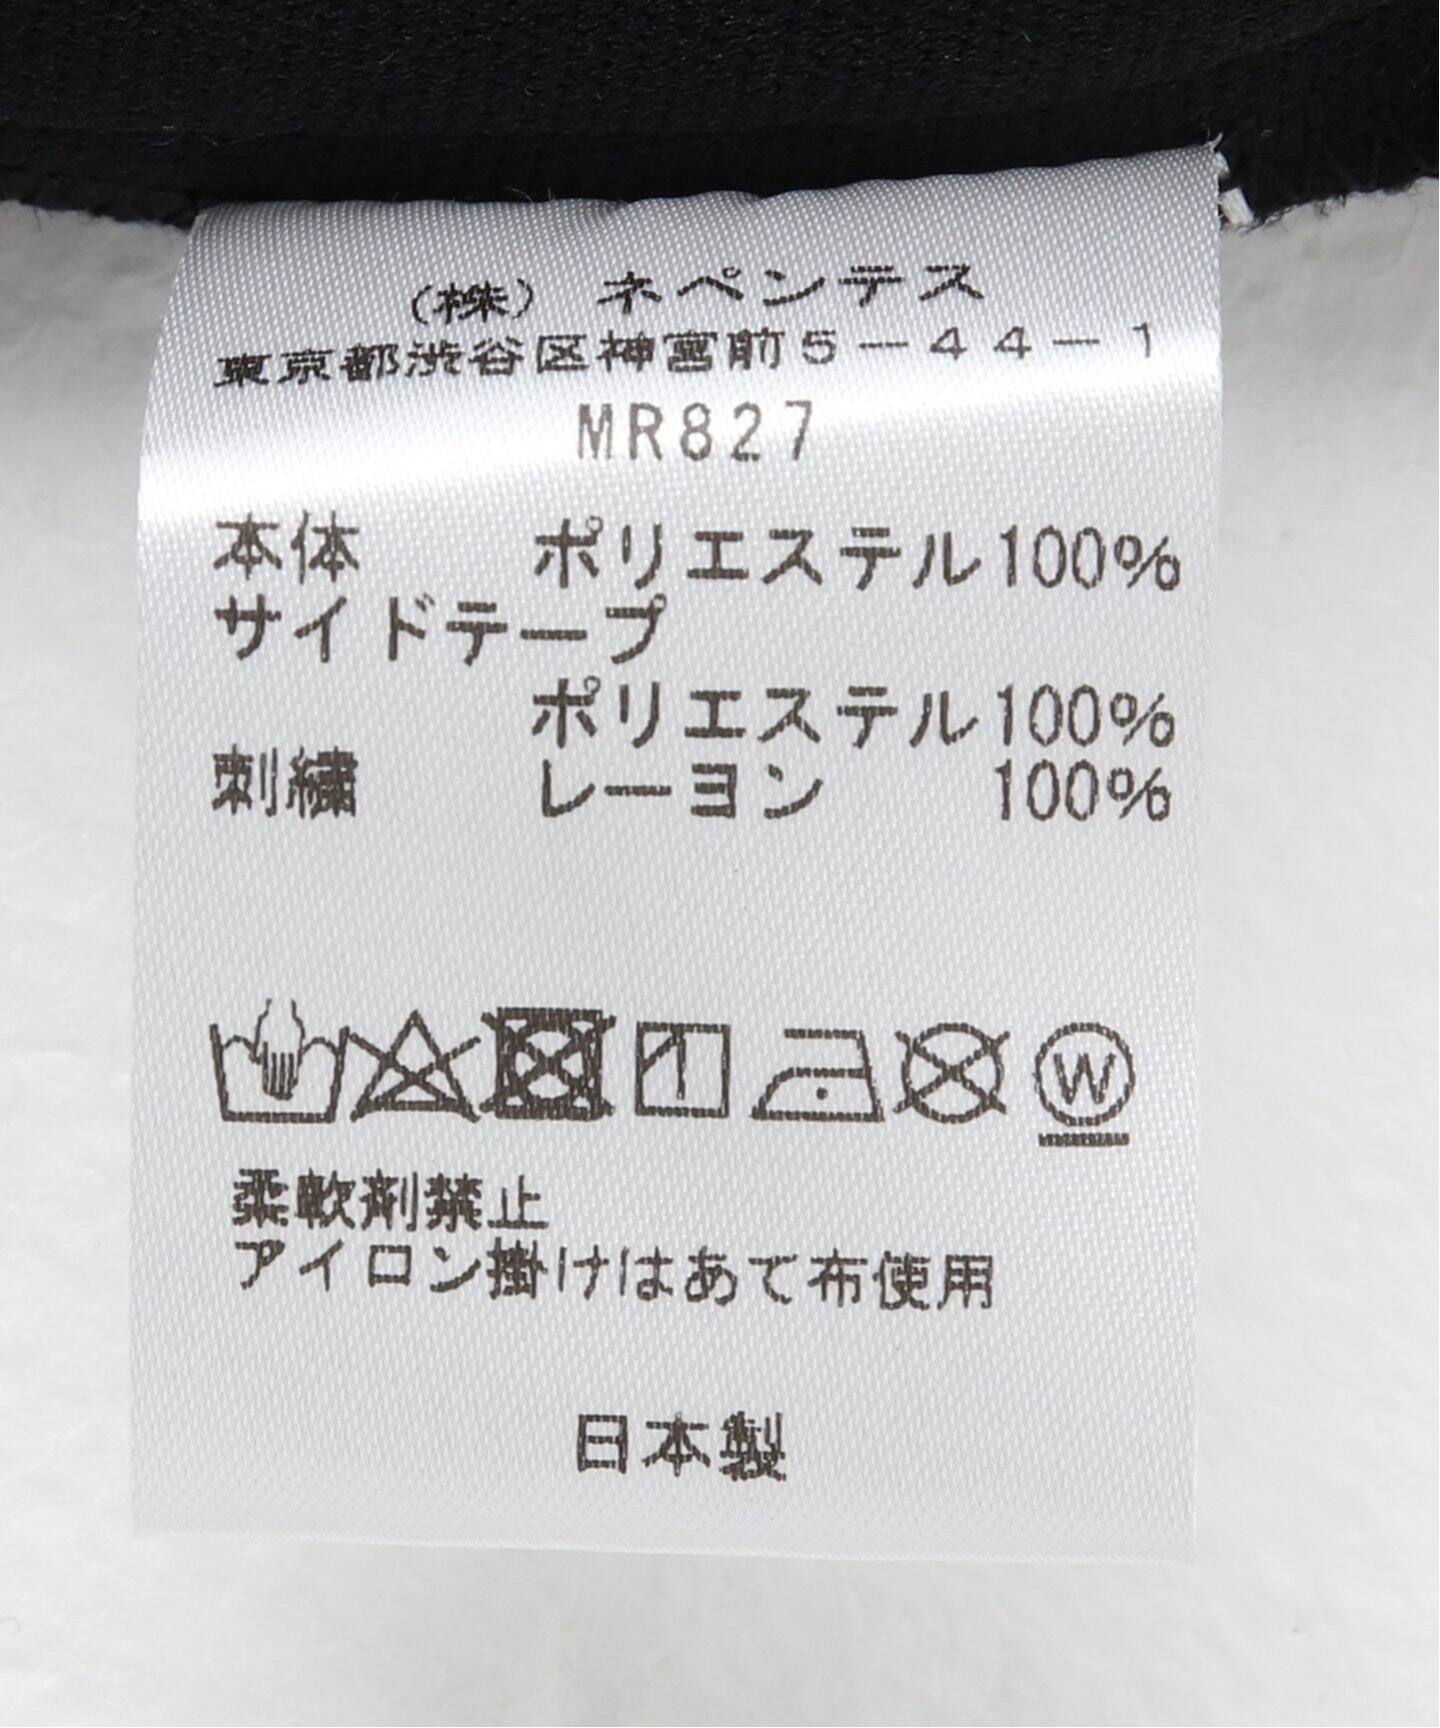 (株) ネペンテス
東京都渋谷区神宮前5-44-1
MR827
本体 ポリエステル100%
サイドテープ
ポリエステル100%
刺繍 レーヨン 100%
W
柔軟剤禁止
アイロン掛けはあて布使用
日本製